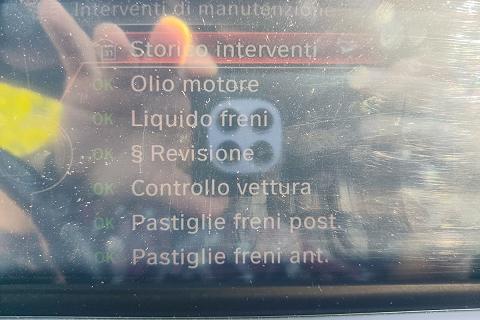 Interventi di manutenzione
Storico interventi
OK Olio motore
OK Liquido freni
OK § Revisione
OK Controllo vettura
OK Pastiglie freni post.
OK Pastiglie freni ant.